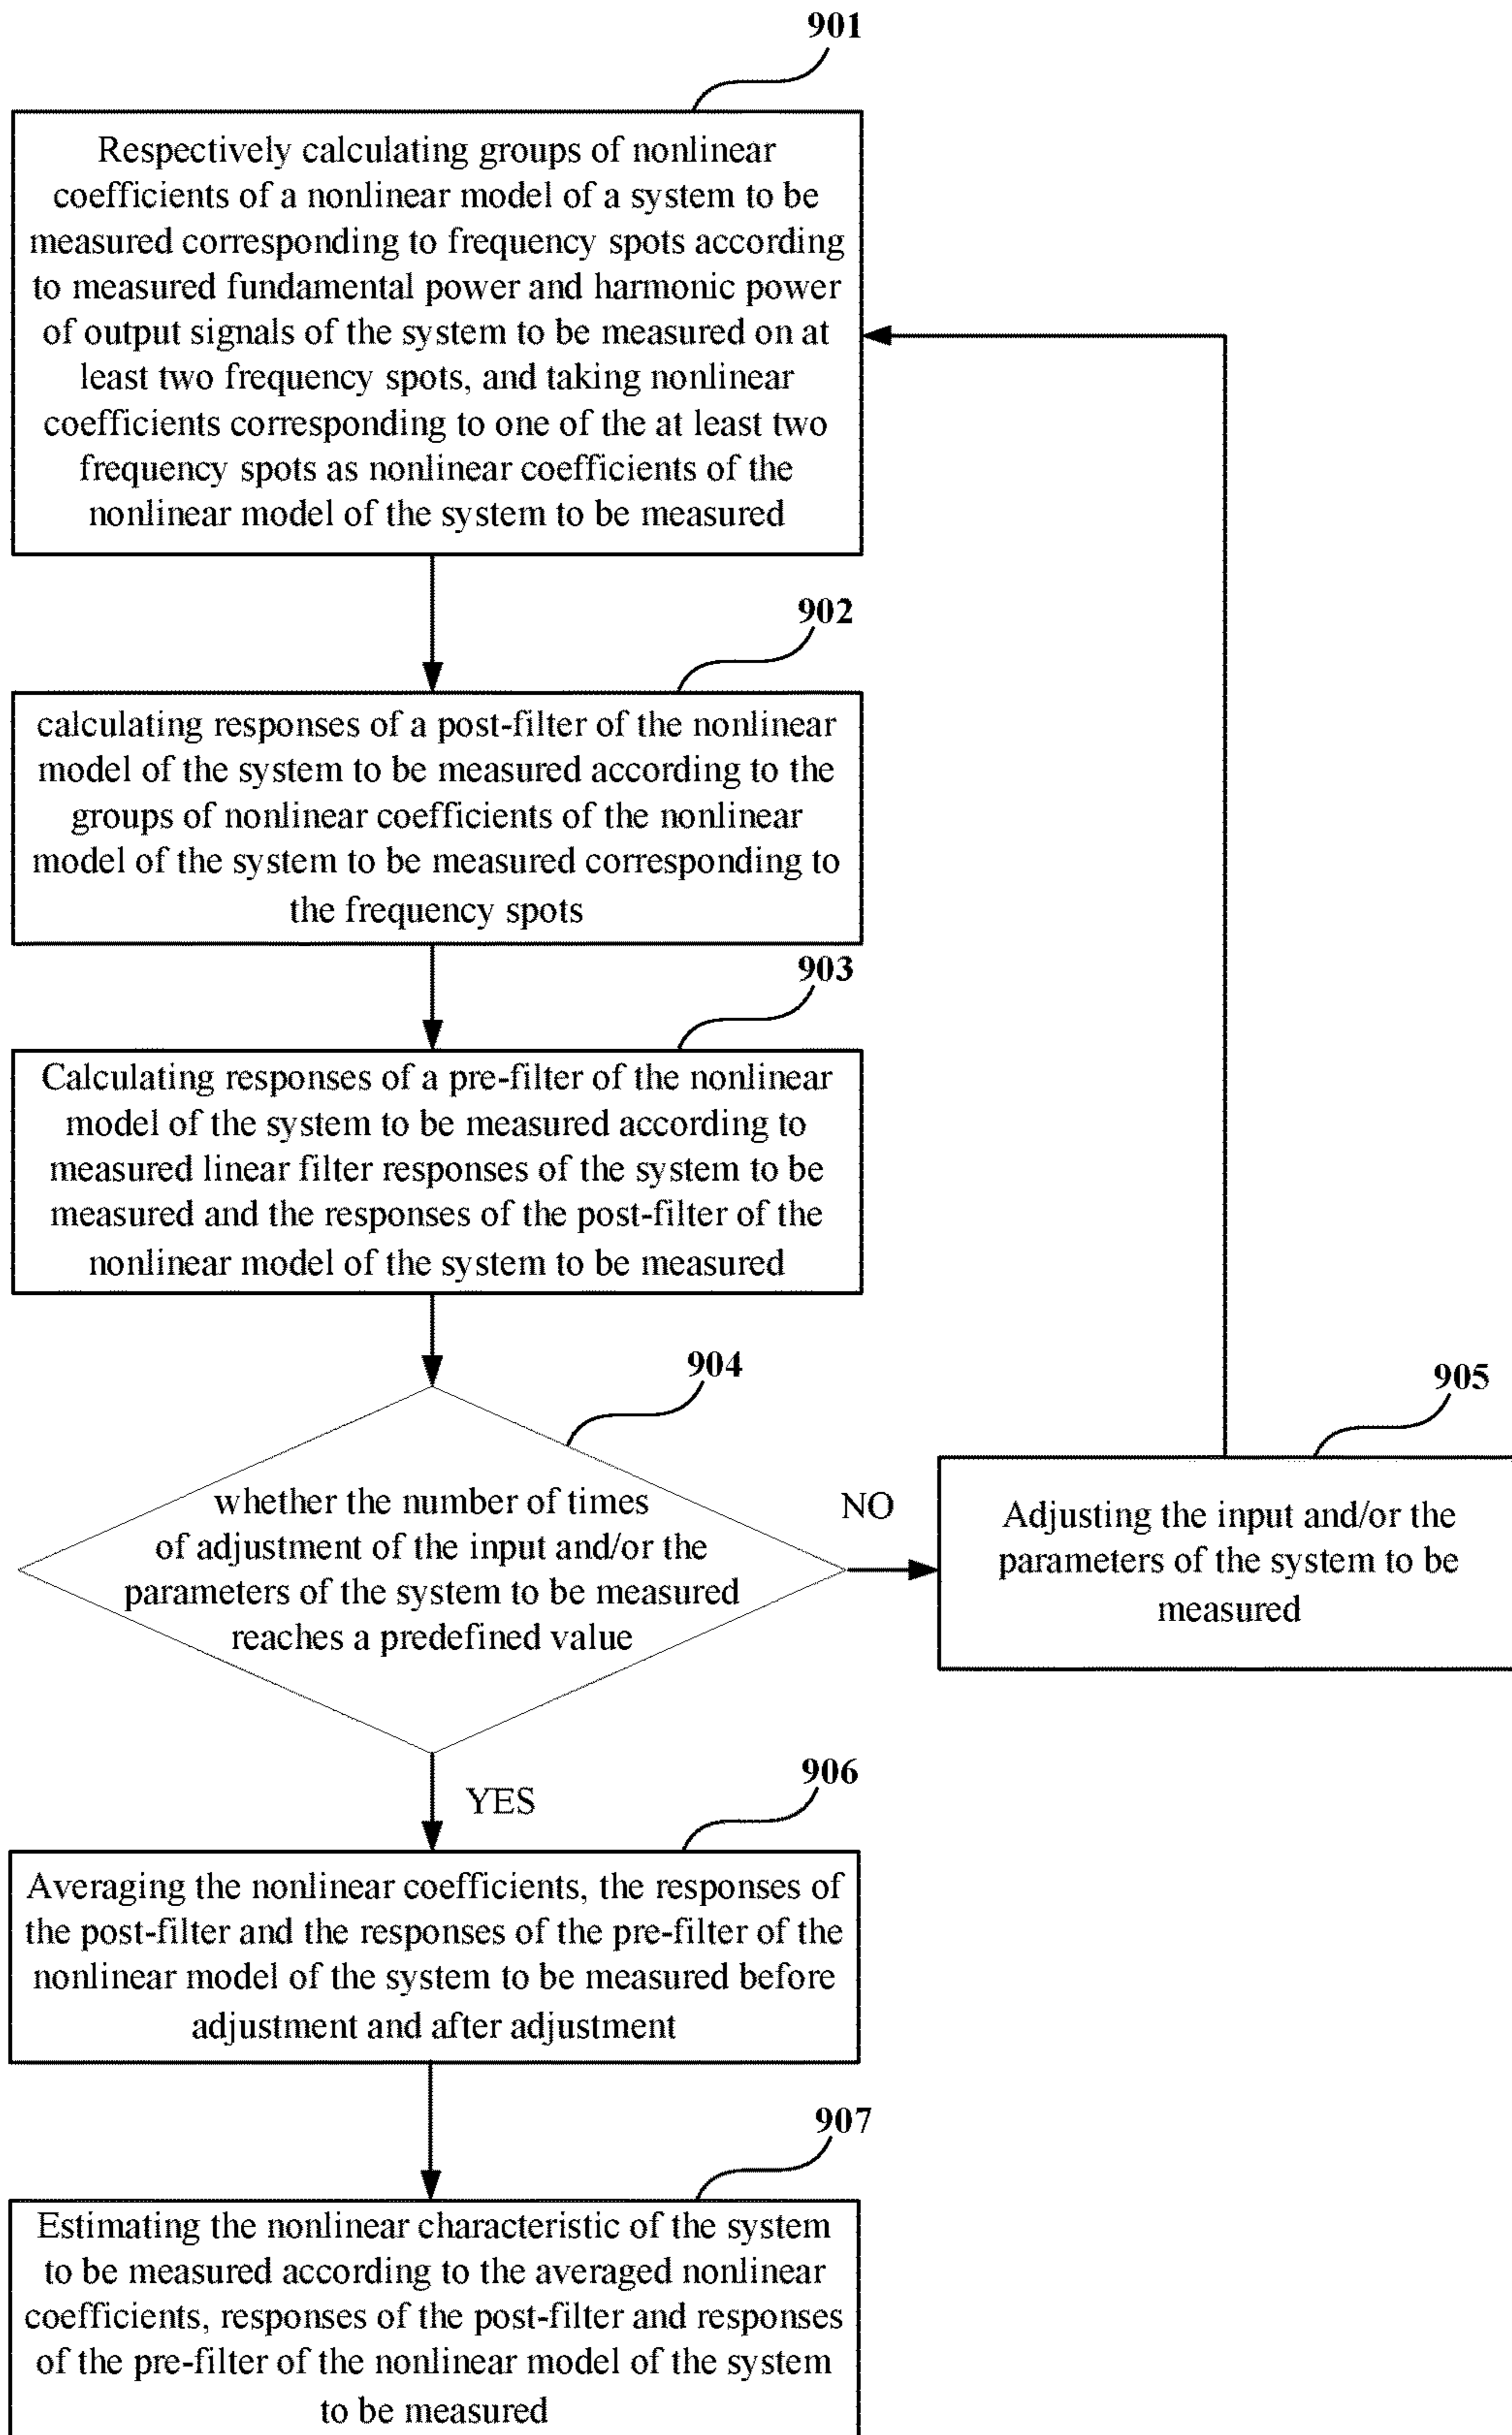 901
Respectively calculating groups of nonlinear
coefficients of a nonlinear model of a system to be
measured corresponding to frequency spots according
to measured fundamental power and harmonic power
of output signals of the system to be measured on at
least two frequency spots, and taking nonlinear
coefficients corresponding to one of the at least two
frequency spots as nonlinear coefficients of the
nonlinear model of the system to be measured
902
calculating responses of a post-filter of the nonlinear
model of the system to be measured according to the
groups of nonlinear coefficients of the nonlinear
model of the system to be measured corresponding to
the frequency spots
903
Calculating responses of a pre-filter of the nonlinear
model of the system to be measured according to
measured linear filter responses of the system to be
measured and the responses of the post-filter of the
nonlinear model of the system to be measured
904
whether the number of times
of adjustment of the input and/or the
parameters of the system to be measured
reaches a predefined value
NO
905
Adjusting the input and/or the
parameters of the system to be
measured
YES
906
Averaging the nonlinear coefficients, the responses of
the post-filter and the responses of the pre-filter of the
nonlinear model of the system to be measured before
adjustment and after adjustment
907
Estimating the nonlinear characteristic of the system
to be measured according to the averaged nonlinear
coefficients, responses of the post-filter and responses
of the pre-filter of the nonlinear model of the system
to be measured